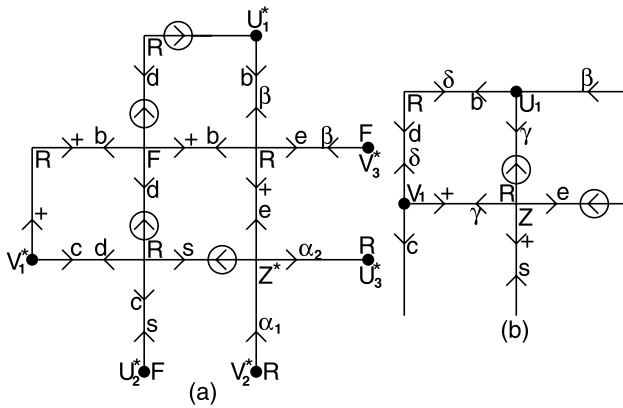 U₁*
R
d
b
β
R + b F + b R e β F
V₃*
d
+
+
e
V₁* c d R s Z* α₂ R
U₃*
c
s
α₁
U₂* F
V₂* R
(a)
R δ b U₁ β
d
γ
δ
V₁ + γ R Z e
c
+
s
(b)